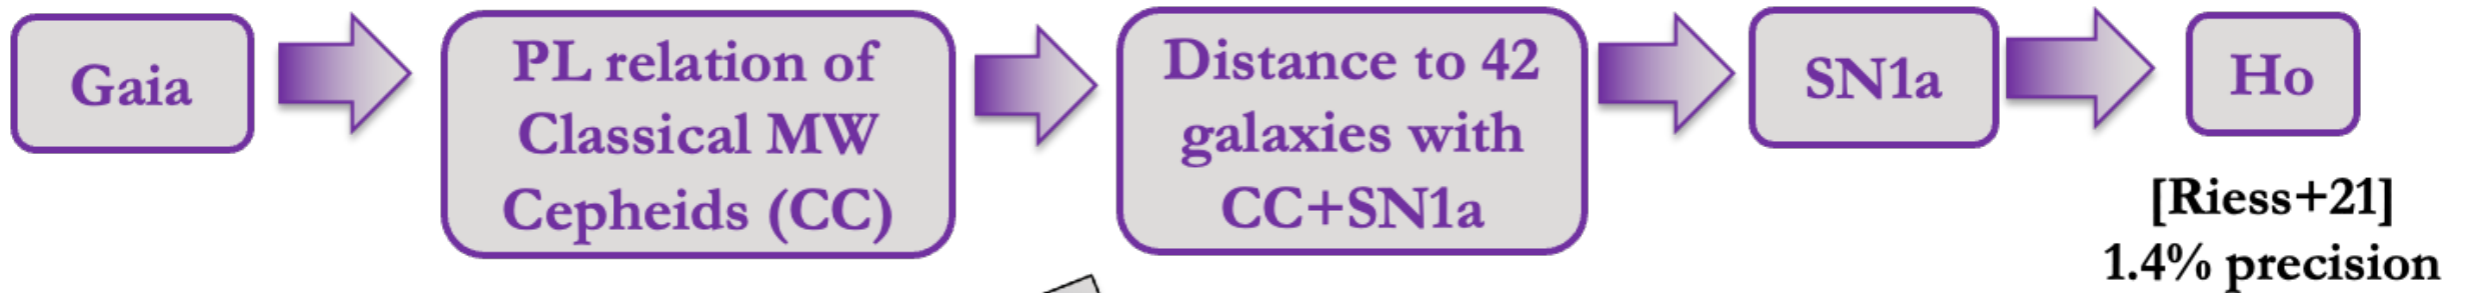 Gaia
PL relation of
Classical MW
Cepheids (CC)
Distance to 42
galaxies with
CC+SN1a
SN1a
Ho
[Riess+21]
1.4% precision